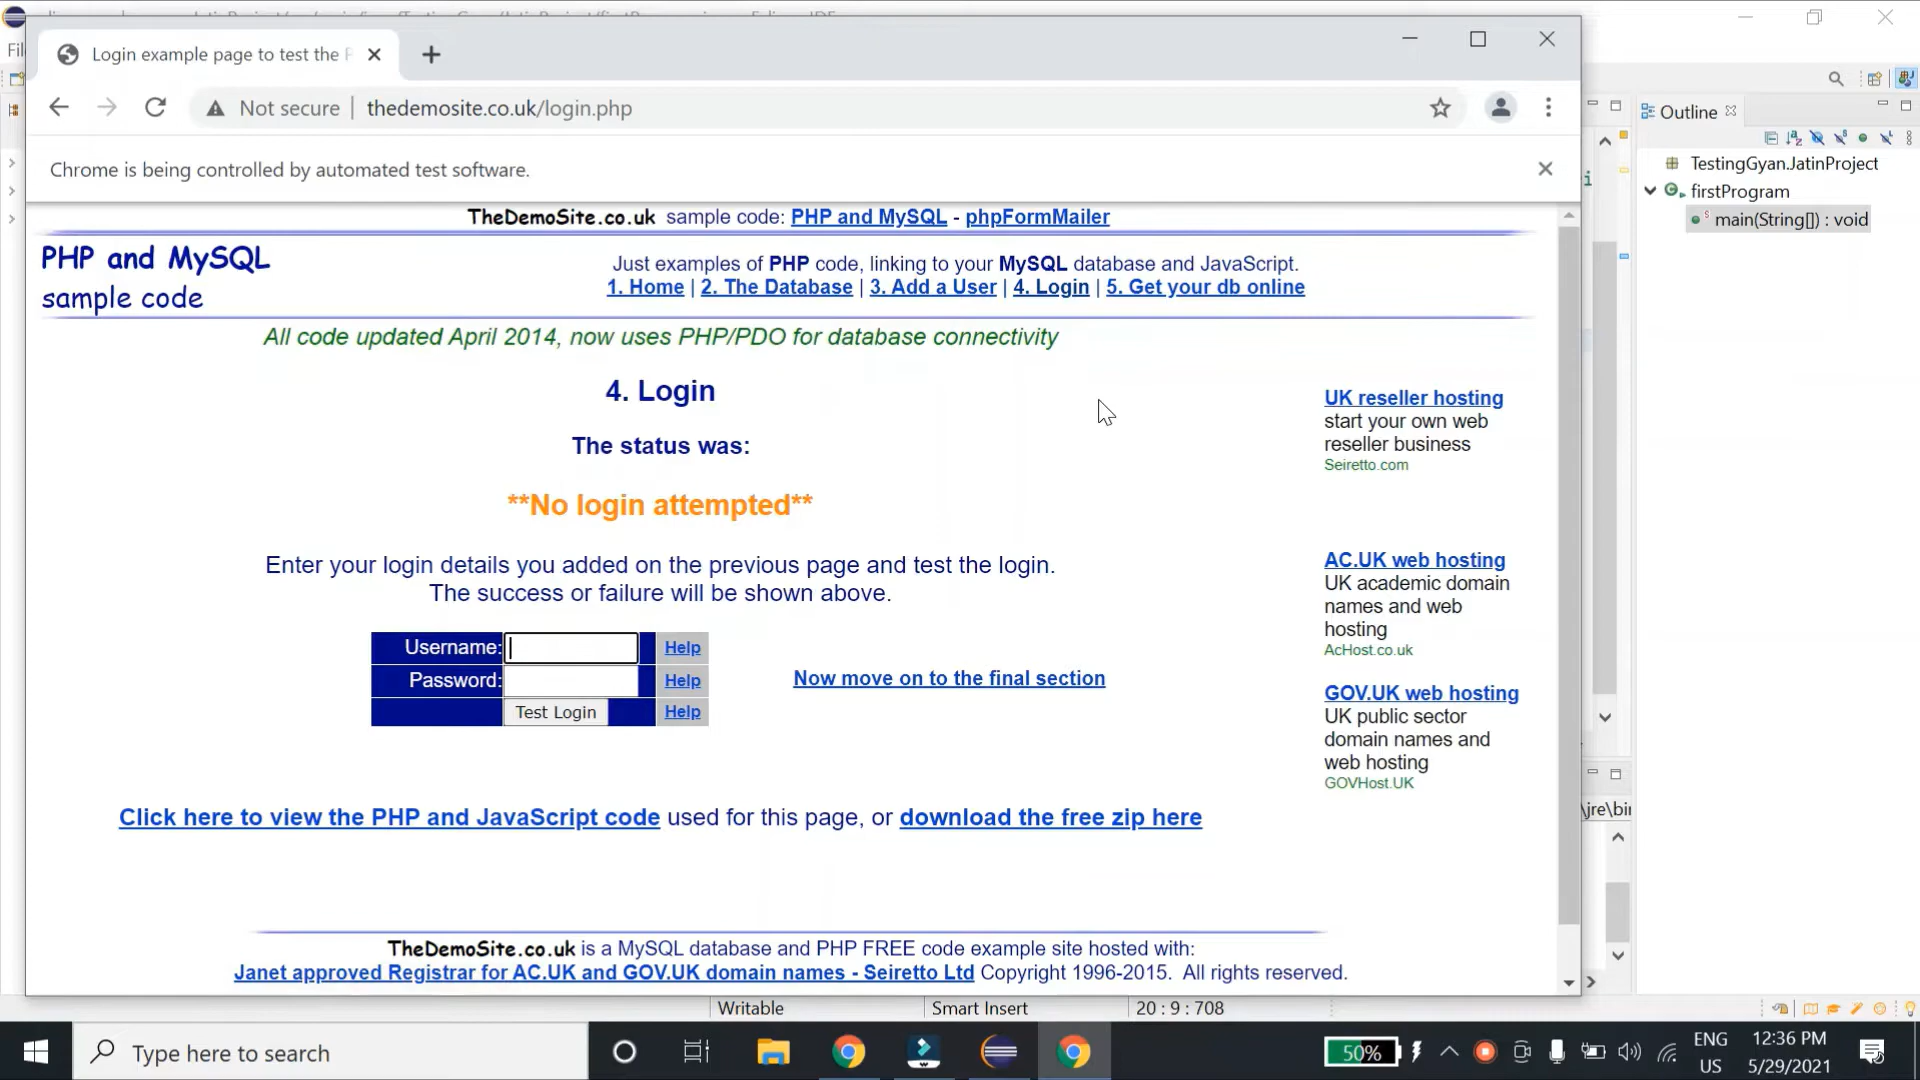 Login example page to test the P
Not secure | thedemosite.co.uk/login.php
Chrome is being controlled by automated test software.
TheDemoSite.co.uk sample code: PHP and MySQL - phpFormMailer
PHP and MySQL
sample code
Just examples of PHP code, linking to your MySQL database and JavaScript.
1. Home | 2. The Database | 3. Add a User | 4. Login | 5. Get your db online
All code updated April 2014, now uses PHP/PDO for database connectivity
4. Login
The status was:
**No login attempted**
Enter your login details you added on the previous page and test the login.
The success or failure will be shown above.
Username: Help
Password: Help
Test Login Help
Now move on to the final section
Click here to view the PHP and JavaScript code used for this page, or download the free zip here
UK reseller hosting
start your own web
reseller business
Seiretto.com
AC.UK web hosting
UK academic domain
names and web
hosting
AcHost.co.uk
GOV.UK web hosting
UK public sector
domain names and
web hosting
GOVHost.UK
TheDemoSite.co.uk is a MySQL database and PHP FREE code example site hosted with:
Janet approved Registrar for AC.UK and GOV.UK domain names - Seiretto Ltd Copyright 1996-2015. All rights reserved.
Outline
TestingGyan.JatinProject
firstProgram
main(String[]) : void
\jre\bin
Writable
Smart Insert
20 : 9 : 708
Type here to search
50%
ENG
US
12:36 PM
5/29/2021